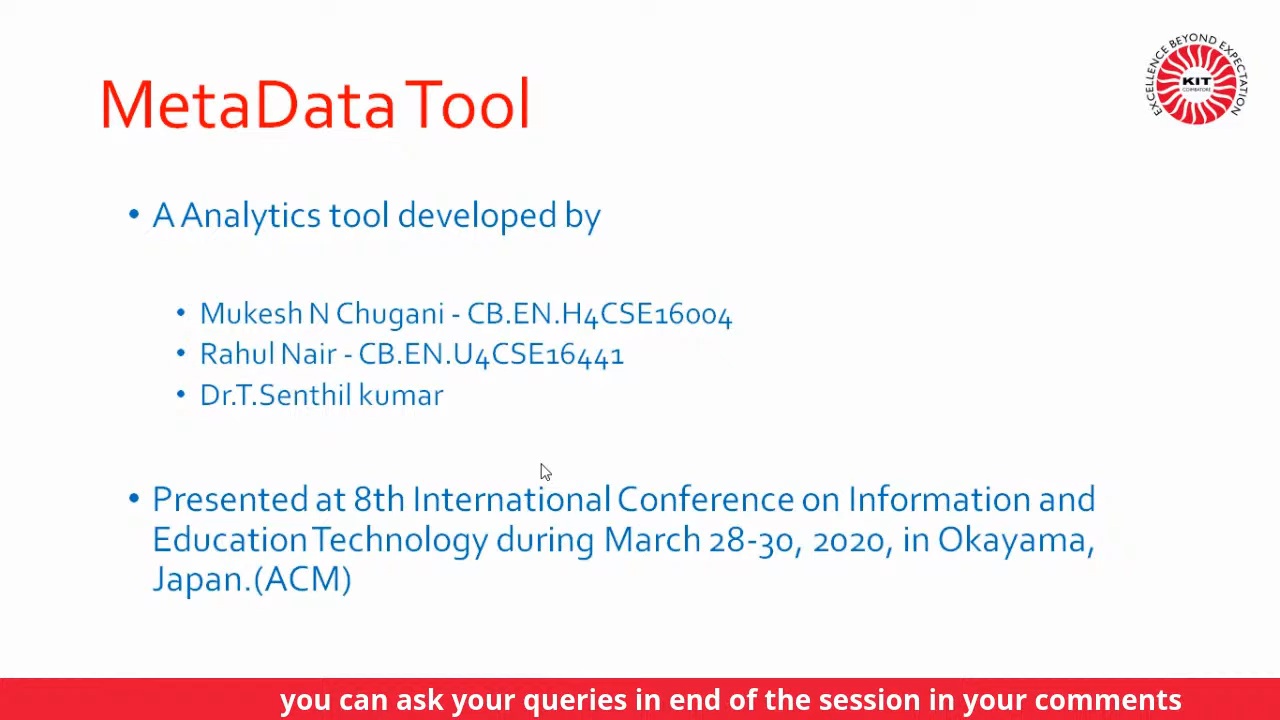 EXCELLENCE BEYOND EXPECTATION
KIT
COIMBATORE
MetaData Tool
• A Analytics tool developed by
• Mukesh N Chugani - CB.EN.H4CSE16004
• Rahul Nair - CB.EN.U4CSE16441
• Dr.T.Senthil kumar
• Presented at 8th International Conference on Information and
Education Technology during March 28-30, 2020, in Okayama,
Japan.(ACM)
you can ask your queries in end of the session in your comments